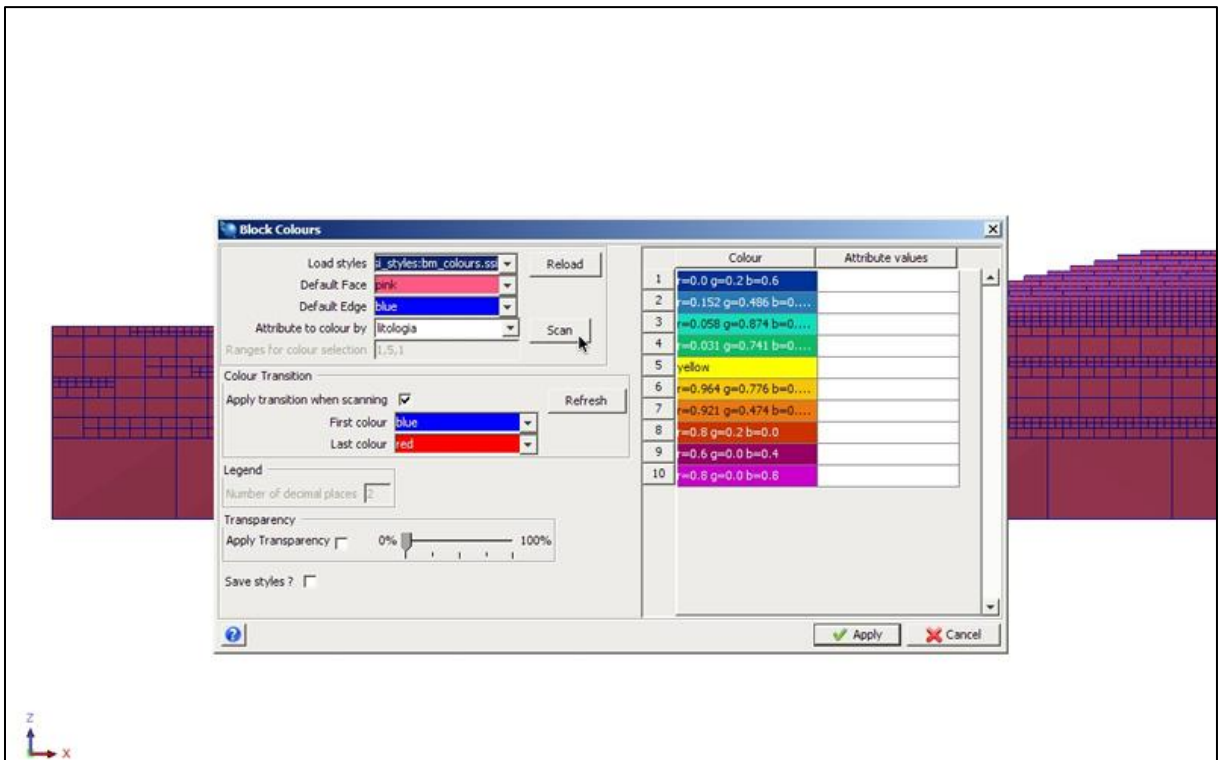 Block Colours
Load styles :i_styles:bm_colours.ssi Reload
Default Face pink
Default Edge blue
Attribute to colour by litologia Scan
Ranges for colour selection 1,5,1
Colour Transition
Apply transition when scanning Refresh
First colour blue
Last colour red
Legend
Number of decimal places 2
Transparency
Apply Transparency 0% 100%
Save styles ?
Colour Attribute values
1 r=0.0 g=0.2 b=0.6
2 r=0.152 g=0.486 b=0....
3 r=0.058 g=0.874 b=0....
4 r=0.031 g=0.741 b=0....
5 yellow
6 r=0.964 g=0.776 b=0....
7 r=0.921 g=0.474 b=0....
8 r=0.8 g=0.2 b=0.0
9 r=0.6 g=0.0 b=0.4
10 r=0.8 g=0.0 b=0.8
? Apply Cancel
Z
X